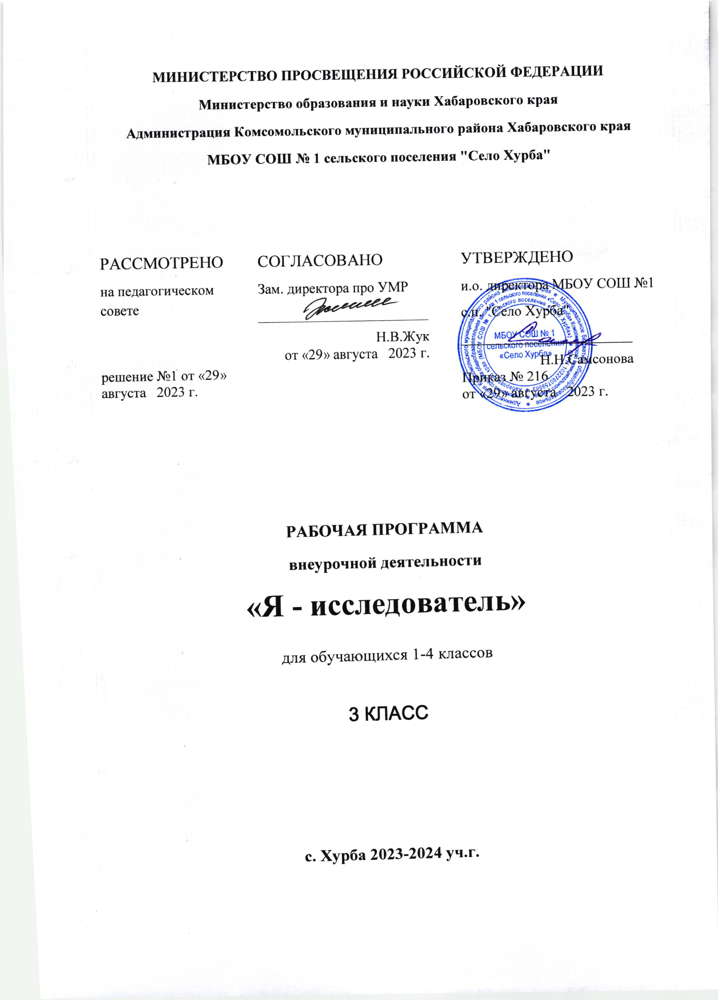 МИНИСТЕРСТВО ПРОСВЕЩЕНИЯ РОССИЙСКОЙ ФЕДЕРАЦИИ
Министерство образования и науки Хабаровского края
Администрация Комсомольского муниципального района Хабаровского края
МБОУ СОШ № 1 сельского поселения "Село Хурба"
РАССМОТРЕНО
на педагогическом
совете
решение №1 от «29»
августа 2023 г.
СОГЛАСОВАНО
Зам. директора про УМР
Н.В.Жук
от «29» августа 2023 г.
УТВЕРЖДЕНО
и.о. директора МБОУ СОШ №1
с.п. "Село Хурба"
Н.Н.Самсонова
Приказ № 216
от «29» августа 2023 г.
МБОУ СОШ № 1
сельского поселения
«Село Хурба»
РАБОЧАЯ ПРОГРАММА
внеурочной деятельности
«Я - исследователь»
для обучающихся 1-4 классов
3 КЛАСС
с. Хурба 2023-2024 уч.г.